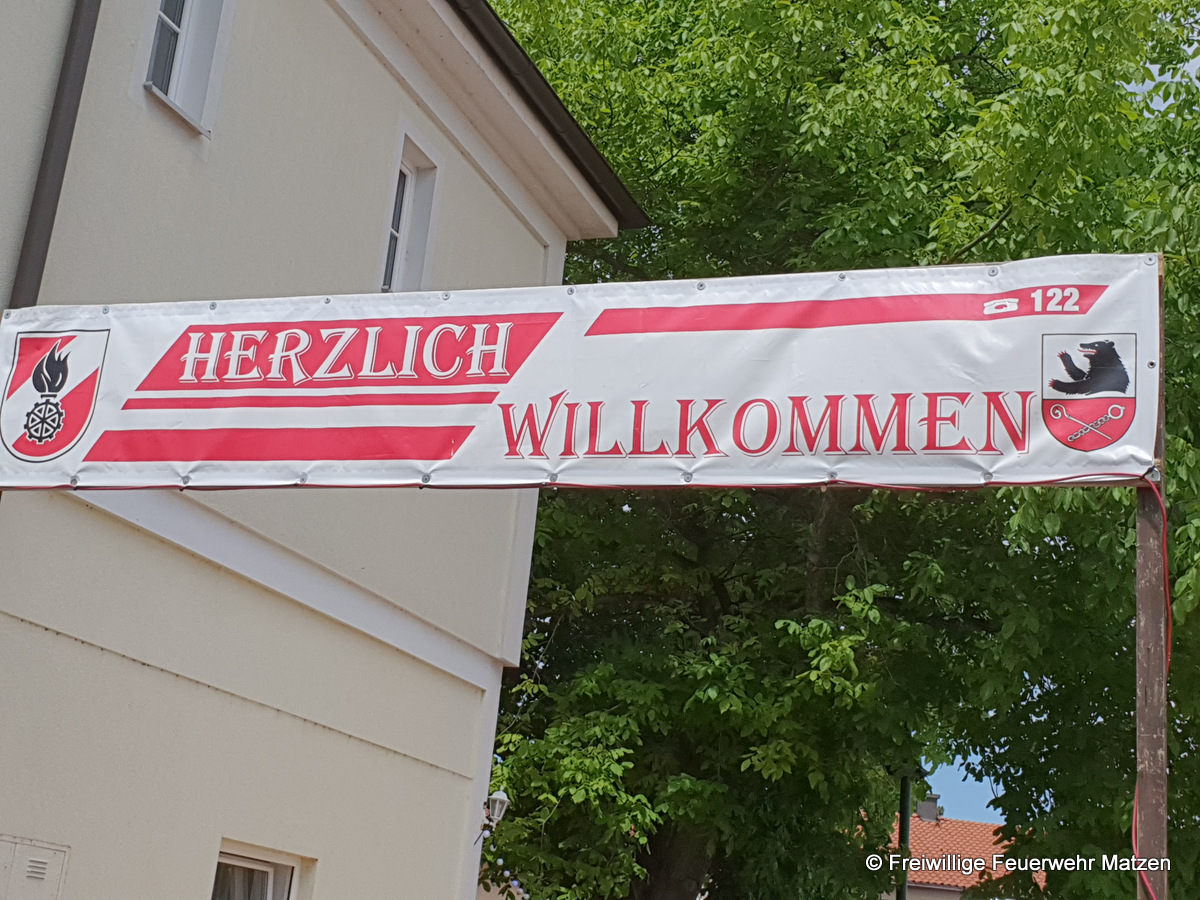 HERZLICH
☎ 122
WILLKOMMEN
© Freiwillige Feuerwehr Matzen